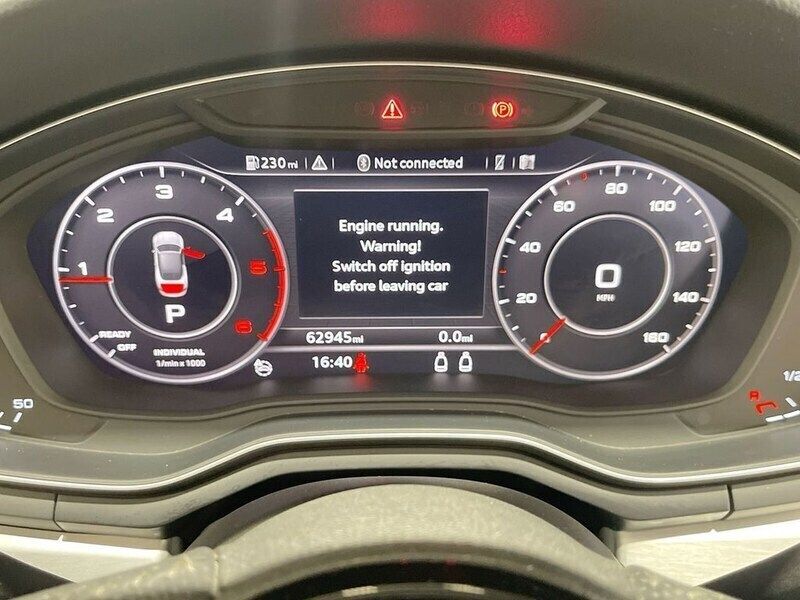 (P)
230 mi Not connected
Engine running.
Warning!
Switch off ignition
before leaving car
1 2 3 4 5 6
P
READY
OFF
INDIVIDUAL
1/min x 1000
0 20 40 60 80 100 120 140 160
0
MPH
62945 mi 0.0 mi
16:40
50
1/2
R